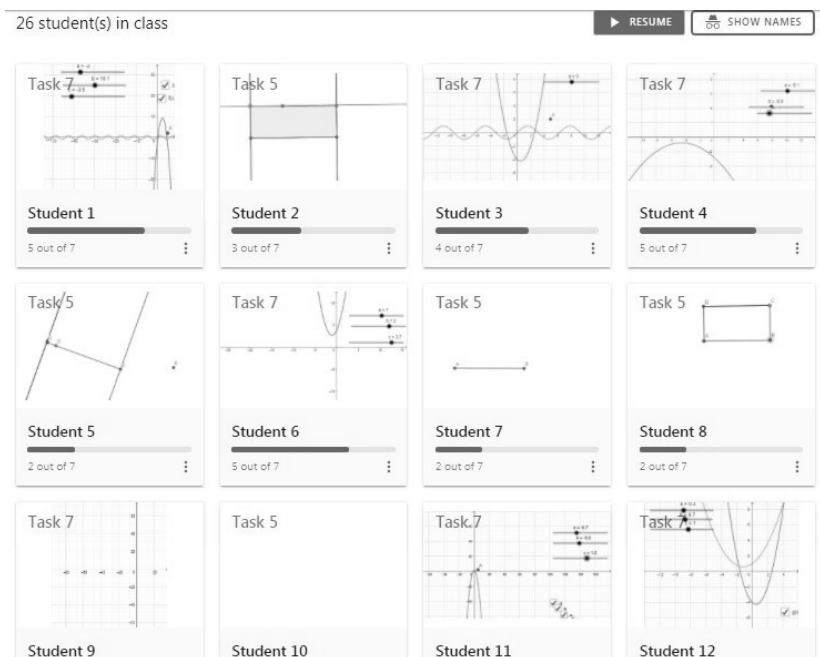 26 student(s) in class
RESUME
SHOW NAMES
Task 7
Task 5
Task 7
Task 7
Student 1
Student 2
Student 3
Student 4
5 out of 7
3 out of 7
4 out of 7
5 out of 7
Task 5
Task 7
Task 5
Task 5
Student 5
Student 6
Student 7
Student 8
2 out of 7
5 out of 7
2 out of 7
2 out of 7
Task 7
Task 5
Task 7
Task 7
Student 9
Student 10
Student 11
Student 12